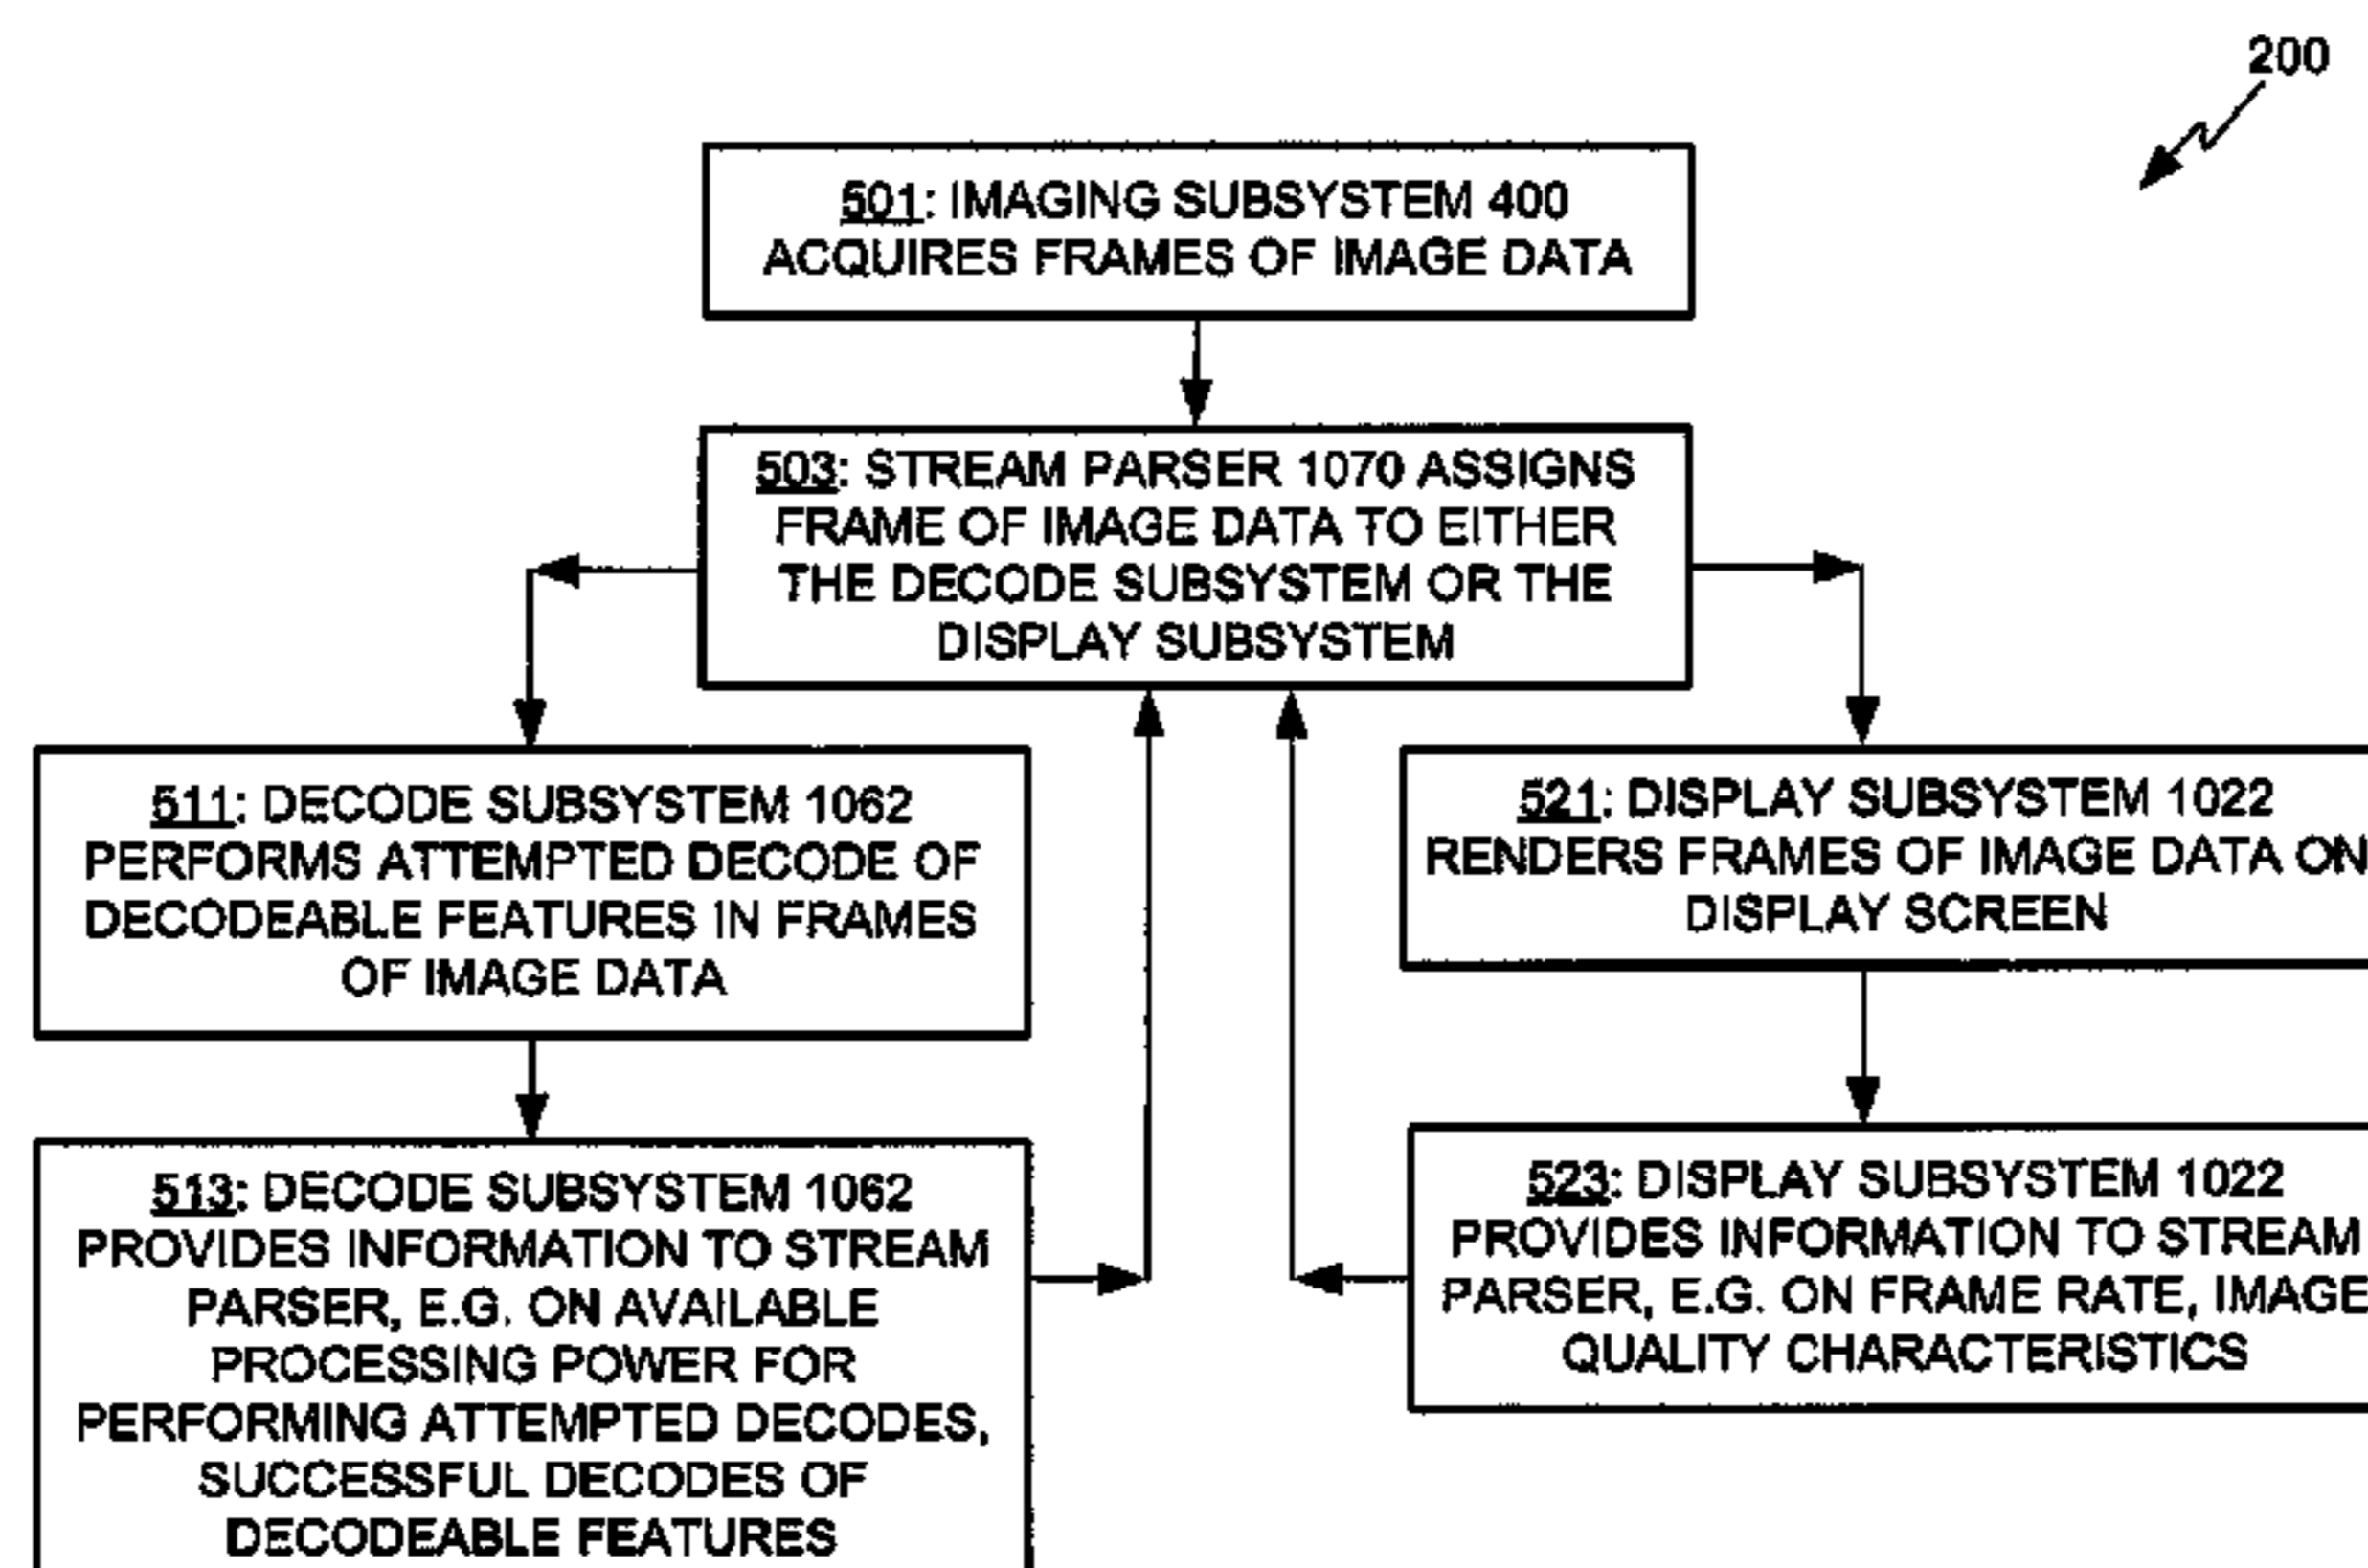 200
501: IMAGING SUBSYSTEM 400
ACQUIRES FRAMES OF IMAGE DATA
503: STREAM PARSER 1070 ASSIGNS
FRAME OF IMAGE DATA TO EITHER
THE DECODE SUBSYSTEM OR THE
DISPLAY SUBSYSTEM
511: DECODE SUBSYSTEM 1062
PERFORMS ATTEMPTED DECODE OF
DECODEABLE FEATURES IN FRAMES
OF IMAGE DATA
521: DISPLAY SUBSYSTEM 1022
RENDERS FRAMES OF IMAGE DATA ON
DISPLAY SCREEN
513: DECODE SUBSYSTEM 1062
PROVIDES INFORMATION TO STREAM
PARSER, E.G. ON AVAILABLE
PROCESSING POWER FOR
PERFORMING ATTEMPTED DECODES,
SUCCESSFUL DECODES OF
DECODEABLE FEATURES
523: DISPLAY SUBSYSTEM 1022
PROVIDES INFORMATION TO STREAM
PARSER, E.G. ON FRAME RATE, IMAGE
QUALITY CHARACTERISTICS